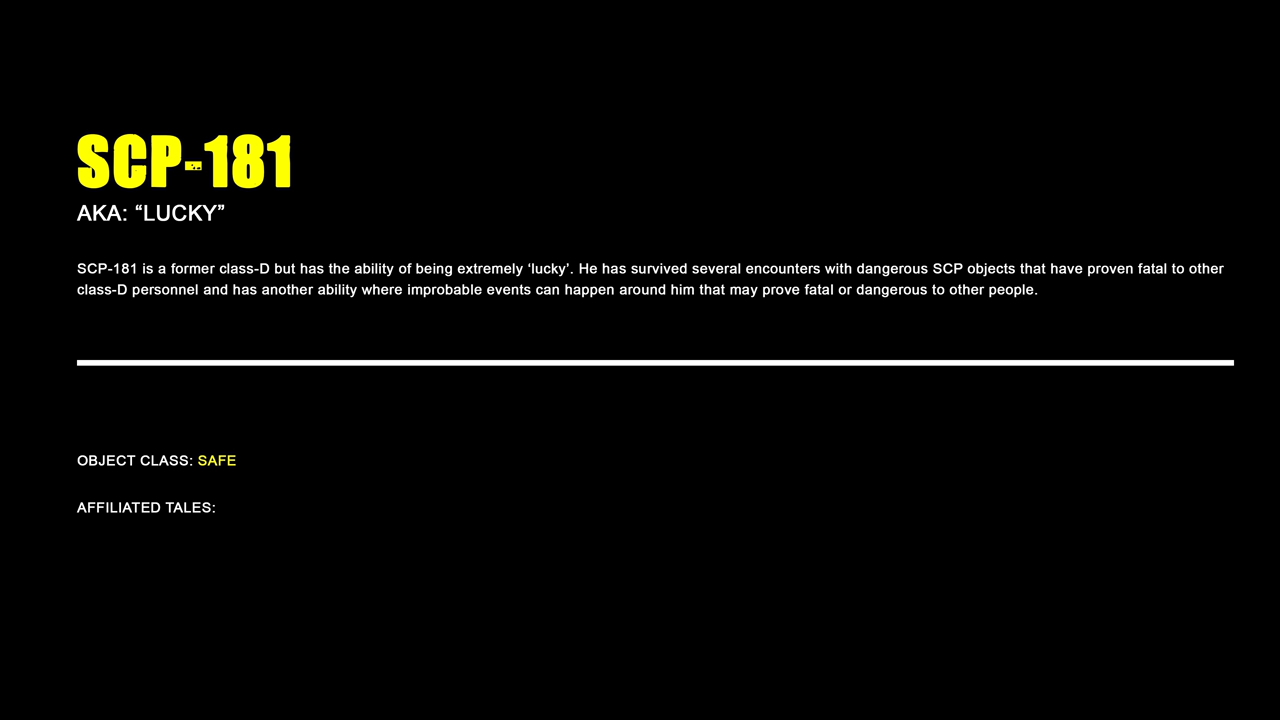 SCP-181
AKA: “LUCKY”
SCP-181 is a former class-D but has the ability of being extremely ‘lucky’. He has survived several encounters with dangerous SCP objects that have proven fatal to other
class-D personnel and has another ability where improbable events can happen around him that may prove fatal or dangerous to other people.
OBJECT CLASS: SAFE
AFFILIATED TALES: